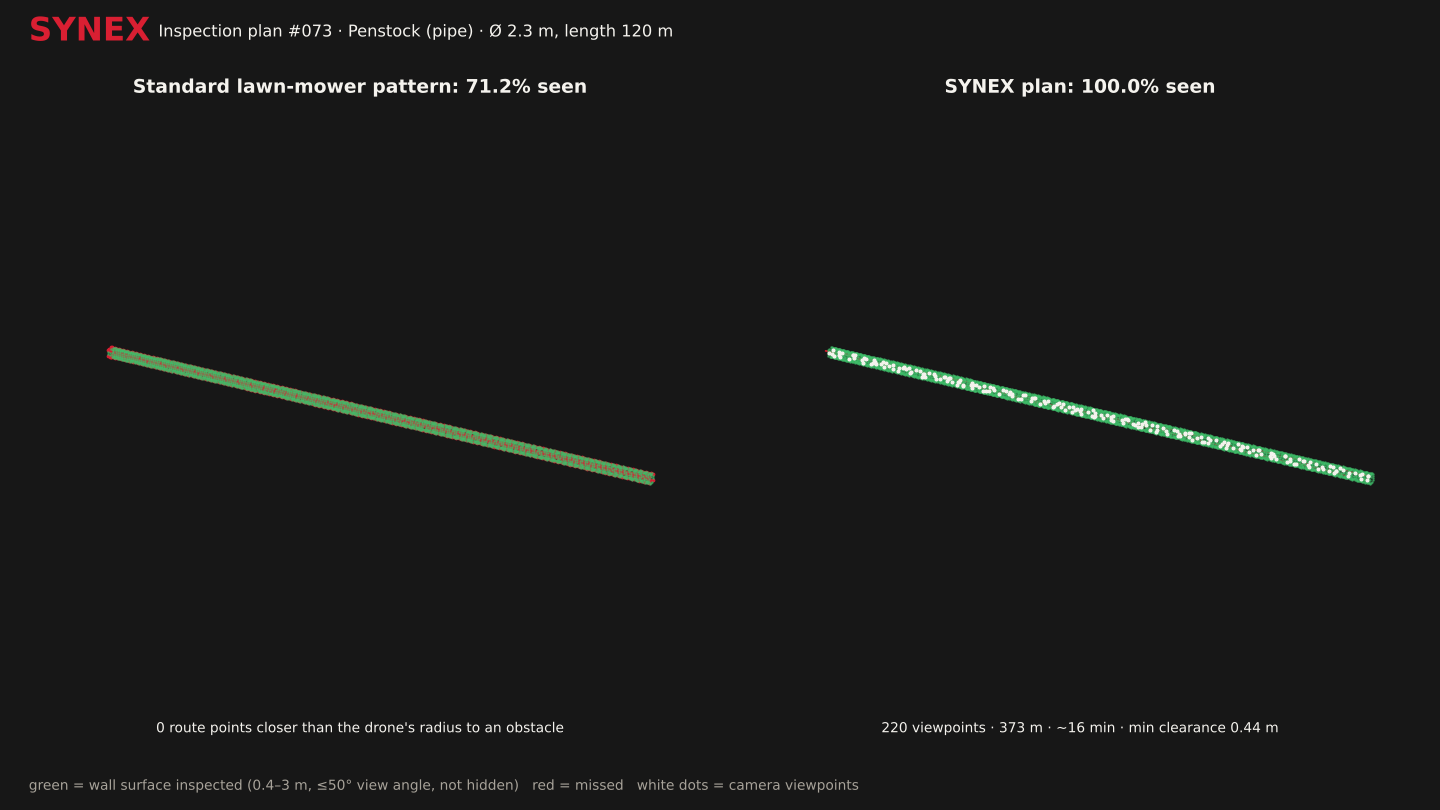 SYNEX Inspection plan #073 · Penstock (pipe) · Ø 2.3 m, length 120 m
Standard lawn-mower pattern: 71.2% seen
SYNEX plan: 100.0% seen
0 route points closer than the drone's radius to an obstacle
220 viewpoints · 373 m · ~16 min · min clearance 0.44 m
green = wall surface inspected (0.4–3 m, ≤50° view angle, not hidden)   red = missed   white dots = camera viewpoints